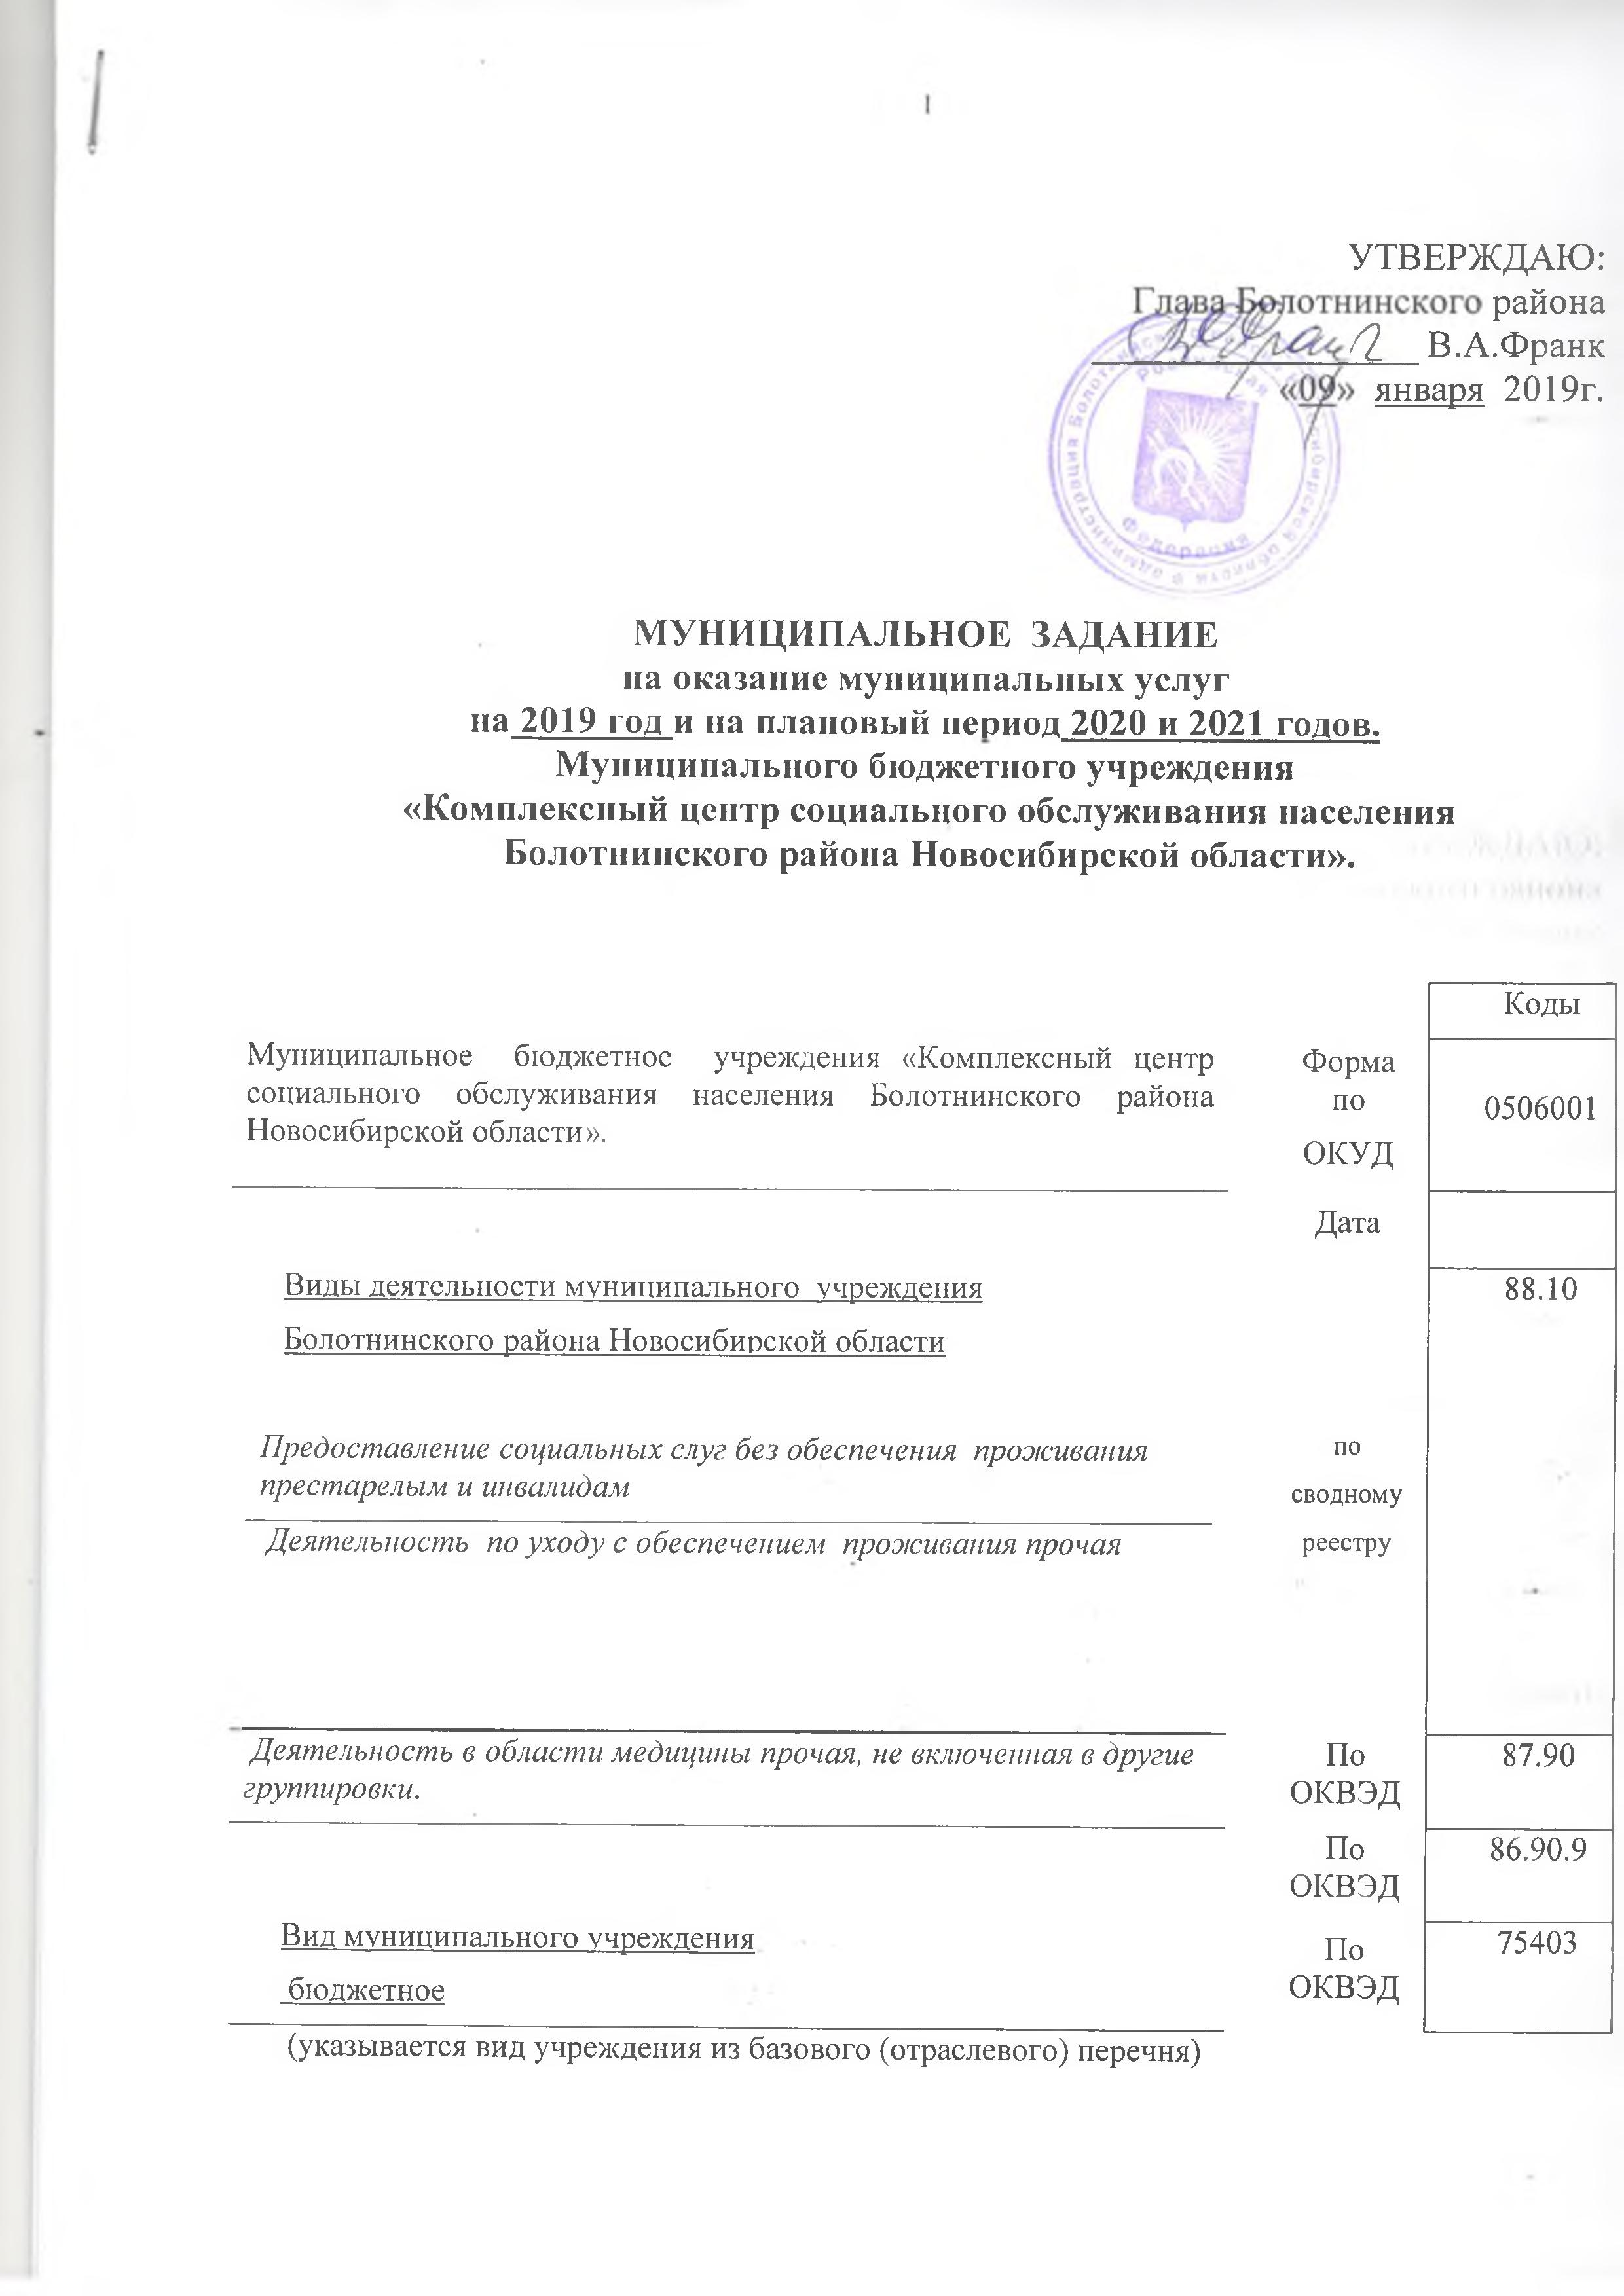 1
УТВЕРЖДАЮ:
Глава Болотнинского района
В.А.Франк
«09» января 2019г.
МУНИЦИПАЛЬНОЕ ЗАДАНИЕ
на оказание муниципальных услуг
на 2019 год и на плановый период 2020 и 2021 годов.
Муниципального бюджетного учреждения
«Комплексный центр социального обслуживания населения
Болотнинского района Новосибирской области».
Коды
Муниципальное бюджетное учреждения «Комплексный центр
социального обслуживания населения Болотнинского района
Новосибирской области».
Форма
по
ОКУД
0506001
Дата
Виды деятельности муниципального учреждения
88.10
Болотнинского района Новосибирской области
Предоставление социальных слуг без обеспечения проживания
престарелым и инвалидам
по
сводному
реестру
Деятельность по уходу с обеспечением проживания прочая
Деятельность в области медицины прочая, не включенная в другие
группировки.
По
ОКВЭД
87.90
По
ОКВЭД
86.90.9
Вид муниципального учреждения
бюджетное
По
ОКВЭД
75403
(указывается вид учреждения из базового (отраслевого) перечня)